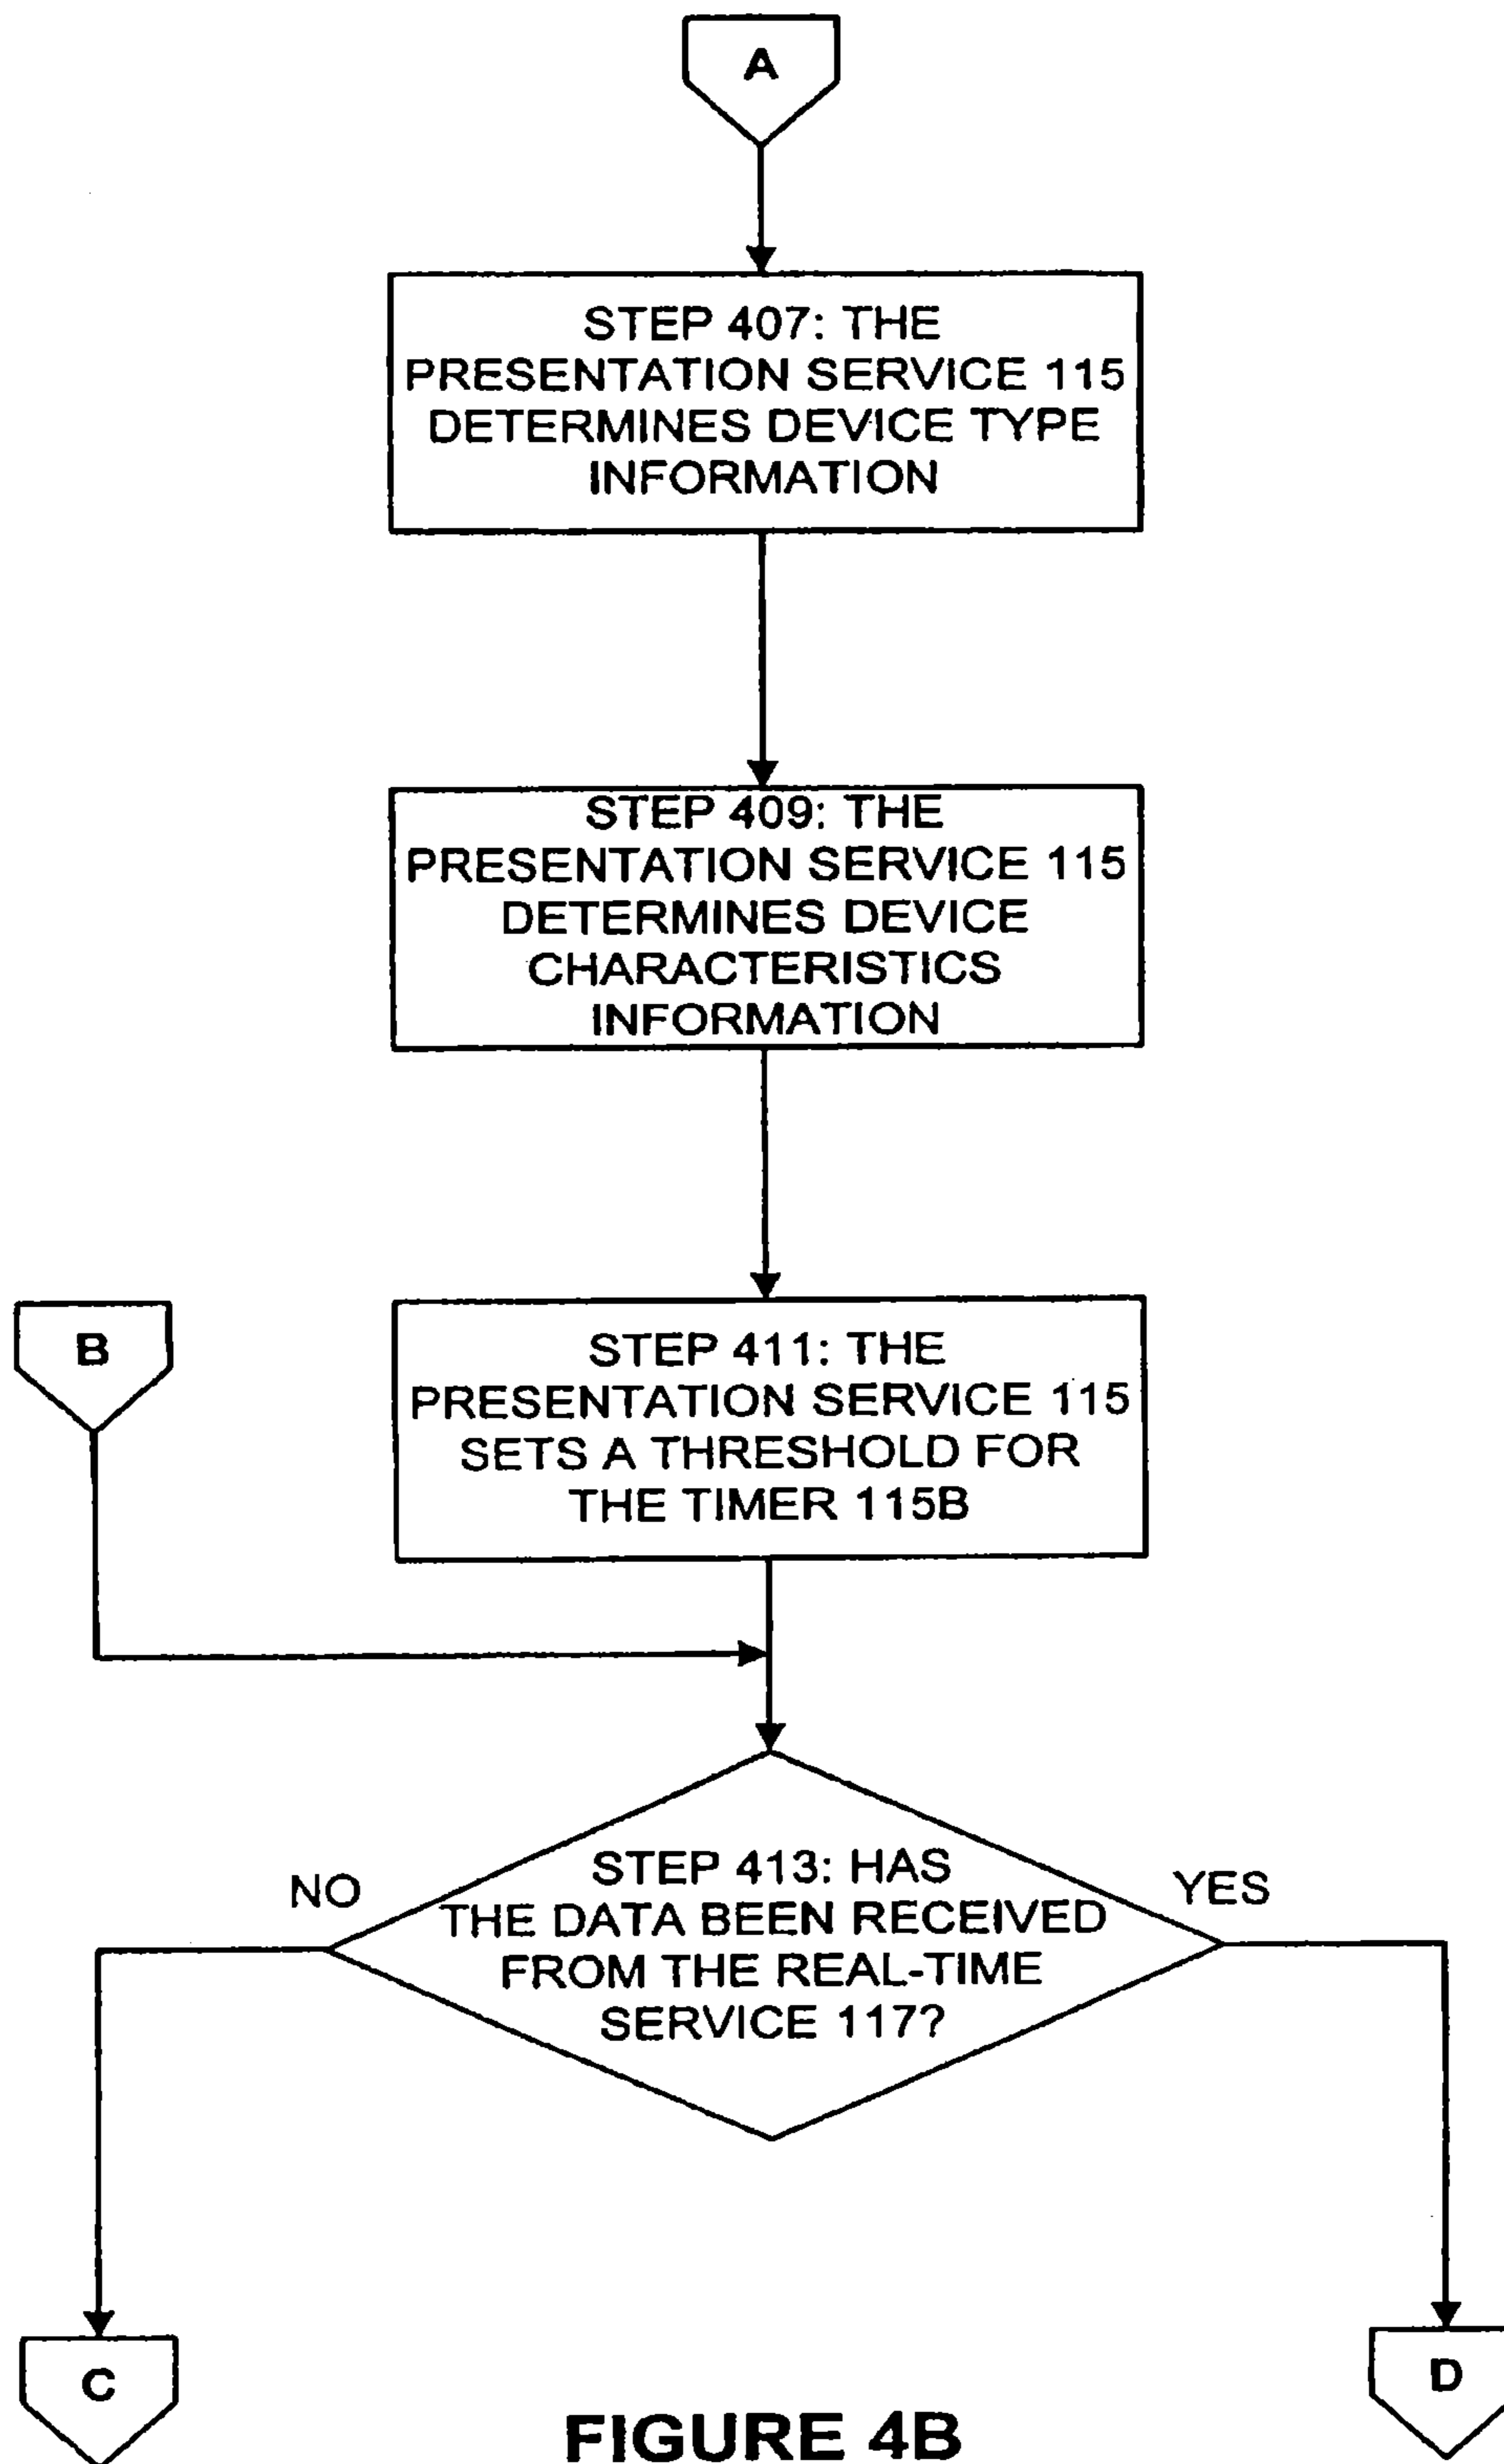 A
STEP 407: THE
PRESENTATION SERVICE 115
DETERMINES DEVICE TYPE
INFORMATION
STEP 409: THE
PRESENTATION SERVICE 115
DETERMINES DEVICE
CHARACTERISTICS
INFORMATION
B
STEP 411: THE
PRESENTATION SERVICE 115
SETS A THRESHOLD FOR
THE TIMER 115B
NO
STEP 413: HAS
THE DATA BEEN RECEIVED
FROM THE REAL-TIME
SERVICE 117?
YES
C
D
FIGURE 4B